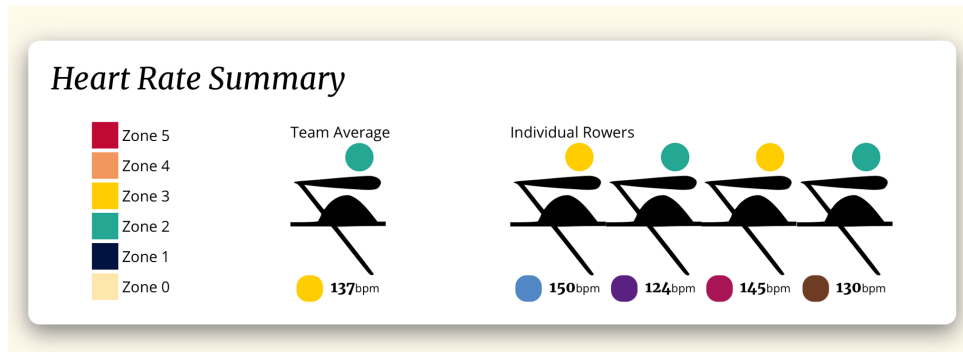 Heart Rate Summary
Zone 5
Zone 4
Zone 3
Zone 2
Zone 1
Zone 0
Team Average
137bpm
Individual Rowers
150bpm
124bpm
145bpm
130bpm